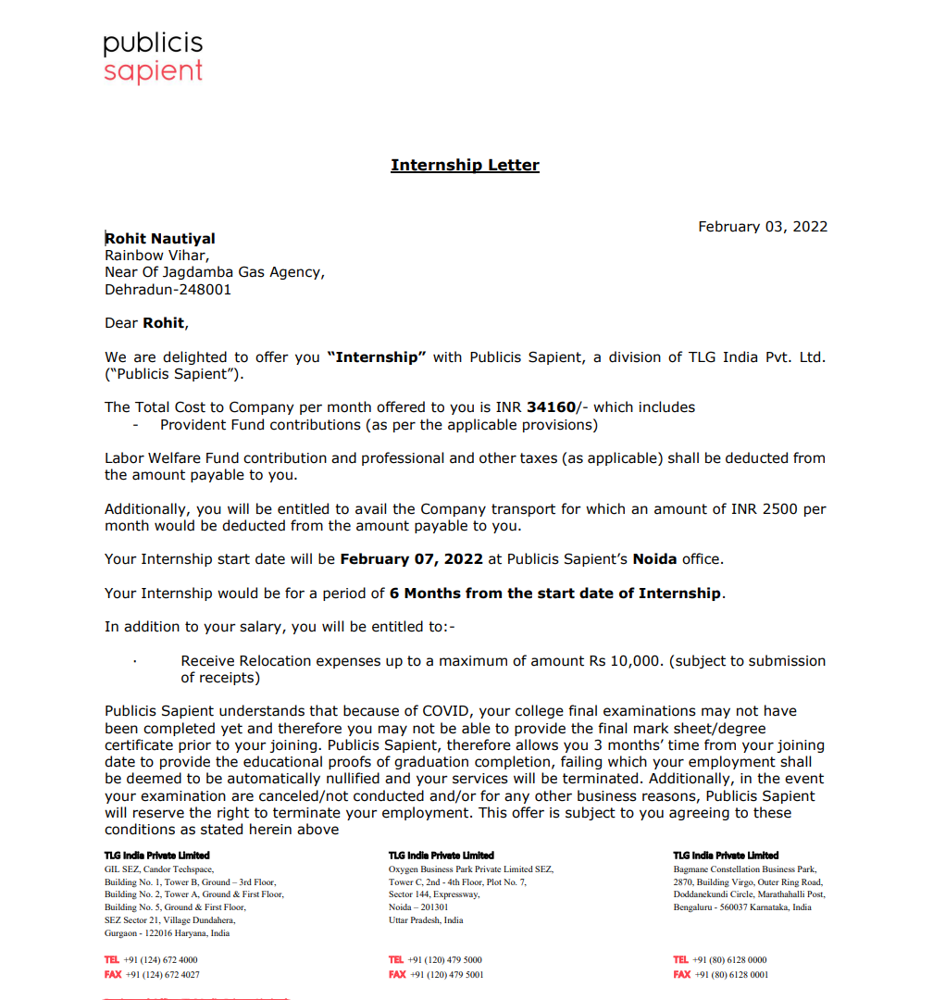 publicis
sapient
Internship Letter
February 03, 2022
Rohit Nautiyal
Rainbow Vihar,
Near Of Jagdamba Gas Agency,
Dehradun-248001
Dear Rohit,
We are delighted to offer you “Internship” with Publicis Sapient, a division of TLG India Pvt. Ltd.
(“Publicis Sapient”).
The Total Cost to Company per month offered to you is INR 34160/- which includes
- Provident Fund contributions (as per the applicable provisions)
Labor Welfare Fund contribution and professional and other taxes (as applicable) shall be deducted from
the amount payable to you.
Additionally, you will be entitled to avail the Company transport for which an amount of INR 2500 per
month would be deducted from the amount payable to you.
Your Internship start date will be February 07, 2022 at Publicis Sapient’s Noida office.
Your Internship would be for a period of 6 Months from the start date of Internship.
In addition to your salary, you will be entitled to:-
· Receive Relocation expenses up to a maximum of amount Rs 10,000. (subject to submission
of receipts)
Publicis Sapient understands that because of COVID, your college final examinations may not have
been completed yet and therefore you may not be able to provide the final mark sheet/degree
certificate prior to your joining. Publicis Sapient, therefore allows you 3 months’ time from your joining
date to provide the educational proofs of graduation completion, failing which your employment shall
be deemed to be automatically nullified and your services will be terminated. Additionally, in the event
your examination are canceled/not conducted and/or for any other business reasons, Publicis Sapient
will reserve the right to terminate your employment. This offer is subject to you agreeing to these
conditions as stated herein above
TLG India Private Limited
GIL SEZ, Candor Techspace,
Building No. 1, Tower B, Ground – 3rd Floor,
Building No. 2, Tower A, Ground & First Floor,
Building No. 5, Ground & First Floor,
SEZ Sector 21, Village Dundahera,
Gurgaon - 122016 Haryana, India
TEL +91 (124) 672 4000
FAX +91 (124) 672 4027
TLG India Private Limited
Oxygen Business Park Private Limited SEZ,
Tower C, 2nd - 4th Floor, Plot No. 7,
Sector 144, Expressway,
Noida – 201301
Uttar Pradesh, India
TEL +91 (120) 479 5000
FAX +91 (120) 479 5001
TLG India Private Limited
Bagmane Constellation Business Park,
2870, Building Virgo, Outer Ring Road,
Doddanekundi Circle, Marathahalli Post,
Bengaluru - 560037 Karnataka, India
TEL +91 (80) 6128 0000
FAX +91 (80) 6128 0001